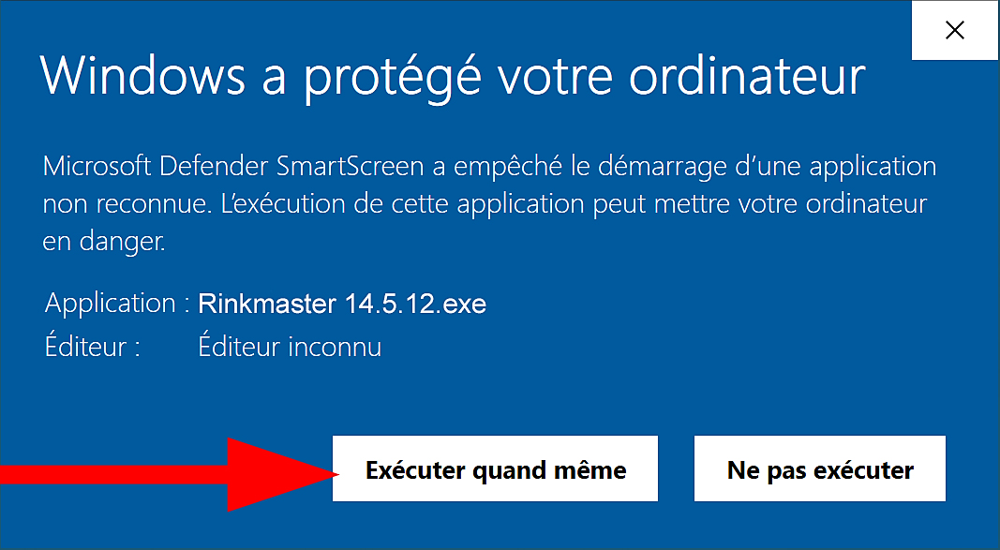 Windows a protégé votre ordinateur
Microsoft Defender SmartScreen a empêché le démarrage d’une application
non reconnue. L’exécution de cette application peut mettre votre ordinateur
en danger.
Application : Rinkmaster 14.5.12.exe
Éditeur : Éditeur inconnu
Exécuter quand même Ne pas exécuter